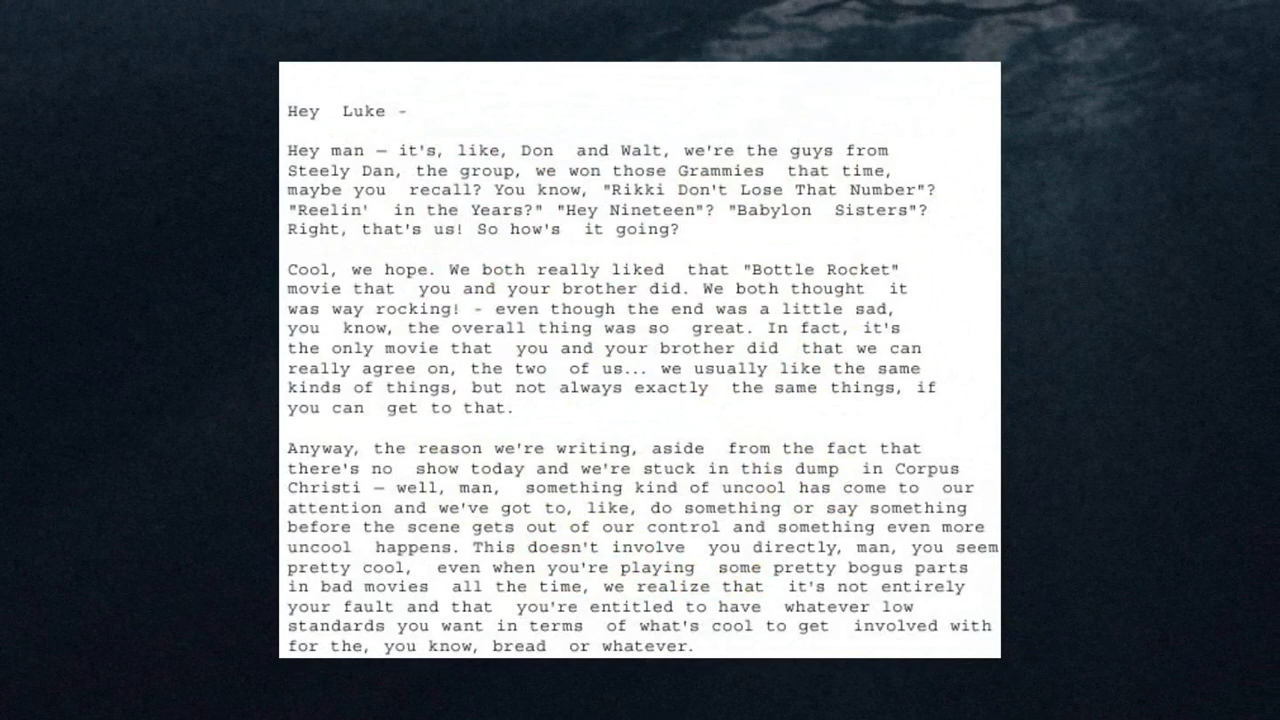 Hey Luke -
Hey man — it's, like, Don and Walt, we're the guys from
Steely Dan, the group, we won those Grammies that time,
maybe you recall? You know, "Rikki Don't Lose That Number"?
"Reelin' in the Years?" "Hey Nineteen"? "Babylon Sisters"?
Right, that's us! So how's it going?
Cool, we hope. We both really liked that "Bottle Rocket"
movie that you and your brother did. We both thought it
was way rocking! - even though the end was a little sad,
you know, the overall thing was so great. In fact, it's
the only movie that you and your brother did that we can
really agree on, the two of us... we usually like the same
kinds of things, but not always exactly the same things, if
you can get to that.
Anyway, the reason we're writing, aside from the fact that
there's no show today and we're stuck in this dump in Corpus
Christi — well, man, something kind of uncool has come to our
attention and we've got to, like, do something or say something
before the scene gets out of our control and something even more
uncool happens. This doesn't involve you directly, man, you seem
pretty cool, even when you're playing some pretty bogus parts
in bad movies all the time, we realize that it's not entirely
your fault and that you're entitled to have whatever low
standards you want in terms of what's cool to get involved with
for the, you know, bread or whatever.